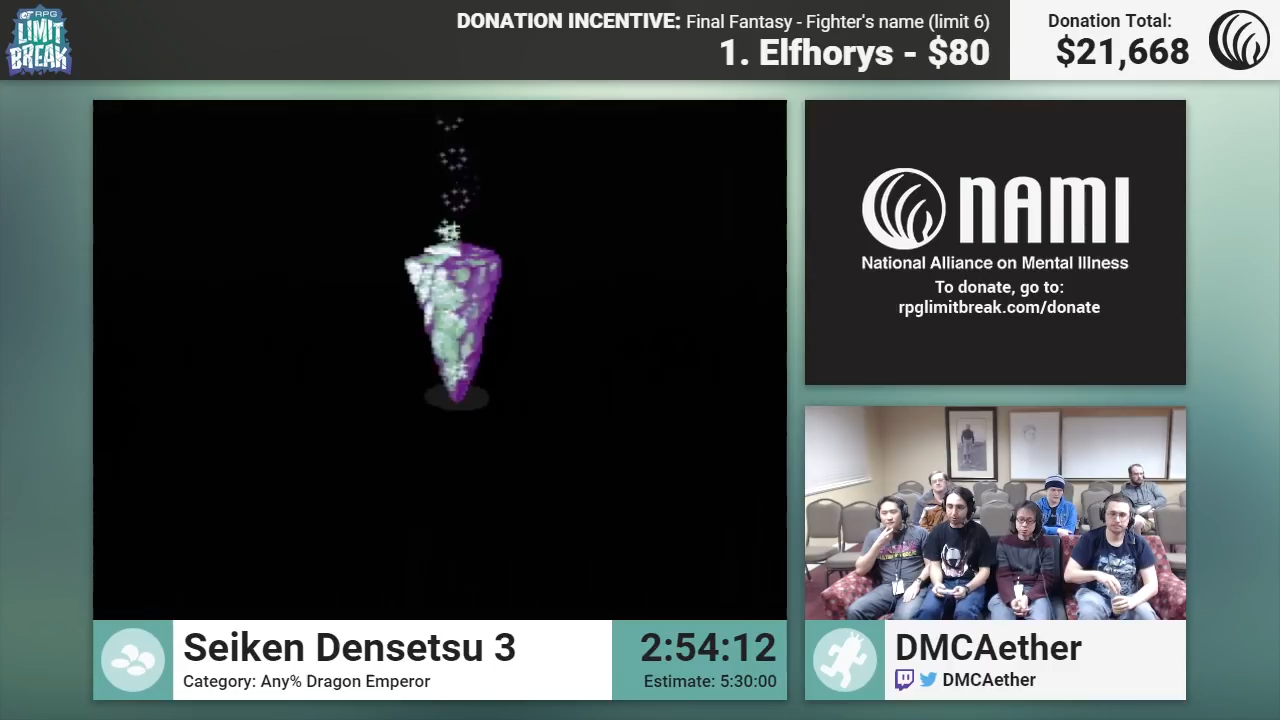 RPG
LIMIT
BREAK
DONATION INCENTIVE: Final Fantasy - Fighter's name (limit 6)
1. Elfhorys - $80
Donation Total:
$21,668
NAMI
National Alliance on Mental Illness
To donate, go to:
rpglimitbreak.com/donate
Seiken Densetsu 3
Category: Any% Dragon Emperor
2:54:12
Estimate: 5:30:00
DMCAether
DMCAether